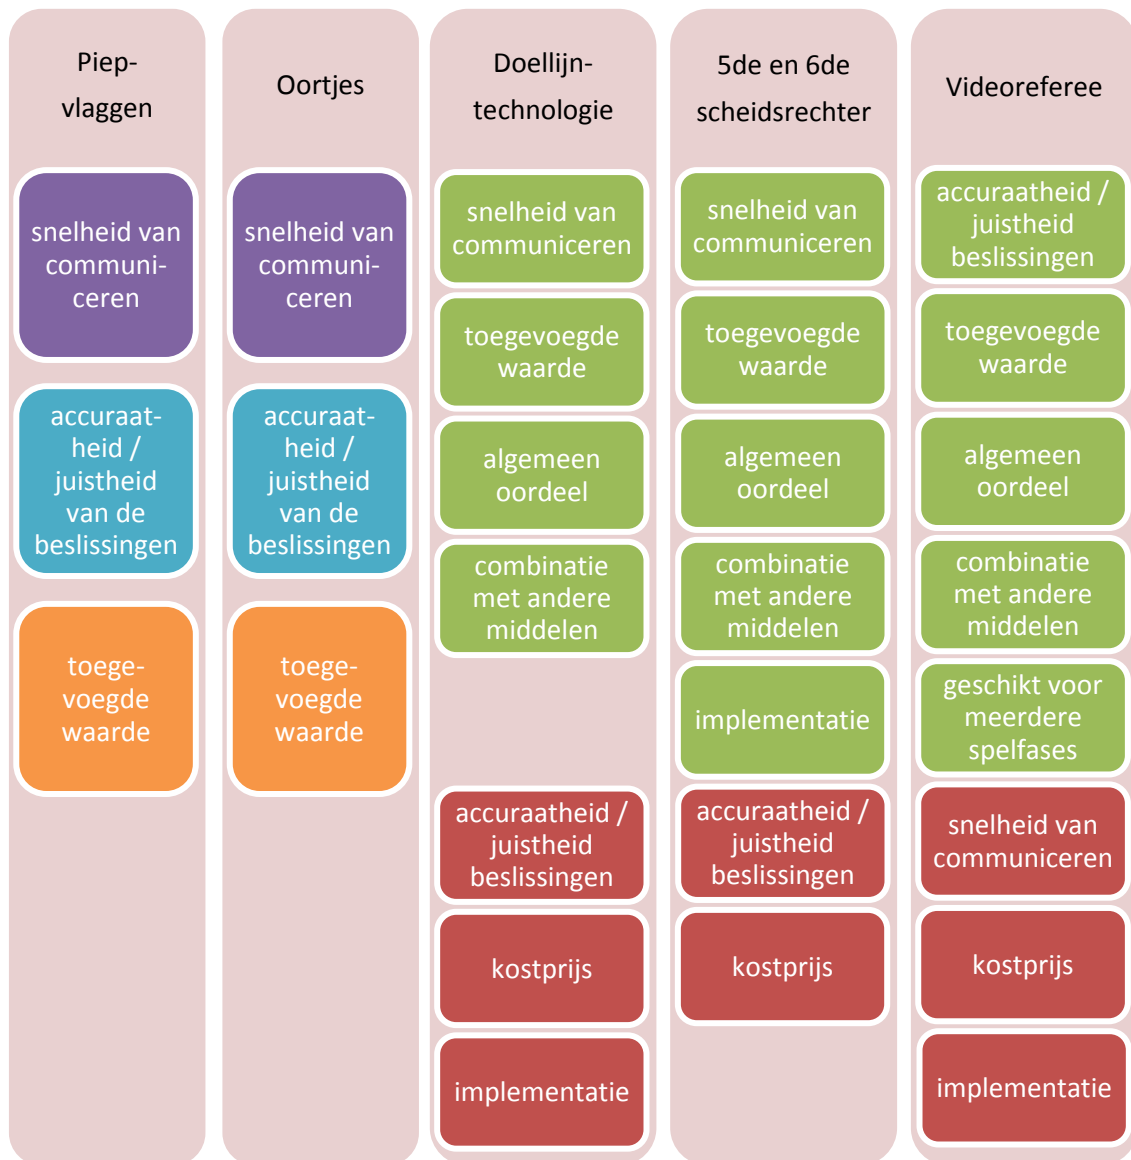 Piep-
vlaggen
snelheid van
communi-
ceren
accuraat-
heid /
juistheid
van de
beslissingen
toege-
voegde
waarde
Oortjes
snelheid van
communi-
ceren
accuraat-
heid /
juistheid
van de
beslissingen
toege-
voegde
waarde
Doellijn-
technologie
snelheid van
communiceren
toegevoegde
waarde
algemeen
oordeel
combinatie
met andere
middelen
accuraatheid /
juistheid
beslissingen
kostprijs
implementatie
5de en 6de
scheidsrechter
snelheid van
communiceren
toegevoegde
waarde
algemeen
oordeel
combinatie
met andere
middelen
implementatie
accuraatheid /
juistheid
beslissingen
kostprijs
Videoreferee
accuraatheid /
juistheid
beslissingen
toegevoegde
waarde
algemeen
oordeel
combinatie
met andere
middelen
geschikt voor
meerdere
spelfases
snelheid van
communiceren
kostprijs
implementatie